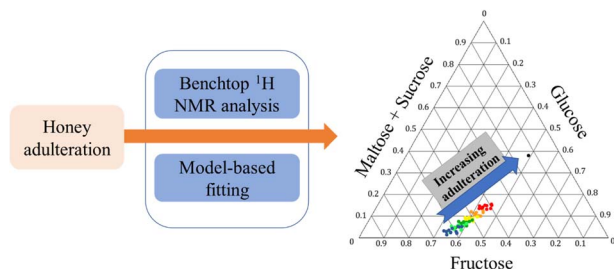 Honey
adulteration
Benchtop ¹H
NMR analysis
Model-based
fitting
Maltose + Sucrose
Glucose
Increasing
adulteration
0
0.9
0.1
0.8
0.2
0.7
0.3
0.6
0.4
0.5
0.5
0.4
0.6
0.3
0.7
0.2
0.8
0.1
0.9
0
0
0.9
0.8
0.7
0.6
0.5
0.4
0.3
0.2
0.1
0
Fructose